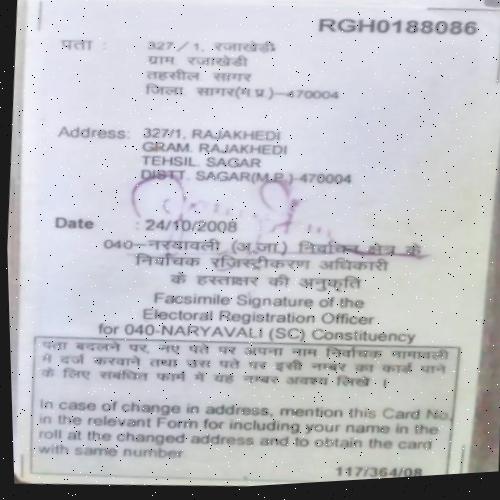 RGH0188086
पता : 327/1, रजाखेडी
ग्राम रजाखेडी
तहसील सागर
जिला सागर(म.प्र.)-470004
Address: 327/1, RAJAKHEDI
GRAM. RAJAKHEDI
TEHSIL. SAGAR
DISTT. SAGAR(M.P.)-470004
Date : 24/10/2008
040-नरयावली (अ.जा.) निर्वाचन क्षेत्र के
निर्वाचक रजिस्ट्रीकरण अधिकारी
के हस्ताक्षर की अनुकृति
Facsimile Signature of the
Electoral Registration Officer
for 040-NARYAVALI (SC) Constituency
पता बदलने पर, नए पते पर अपना नाम निर्वाचक नामावली
में दर्ज करवाने तथा उस पते पर इसी नम्बर का कार्ड पाने
के लिए संबंधित फार्म में यह नम्बर अवश्य लिखें ।
In case of change in address, mention this Card No.
in the relevant Form for including your name in the
roll at the changed address and to obtain the card
with same number
117/364/08